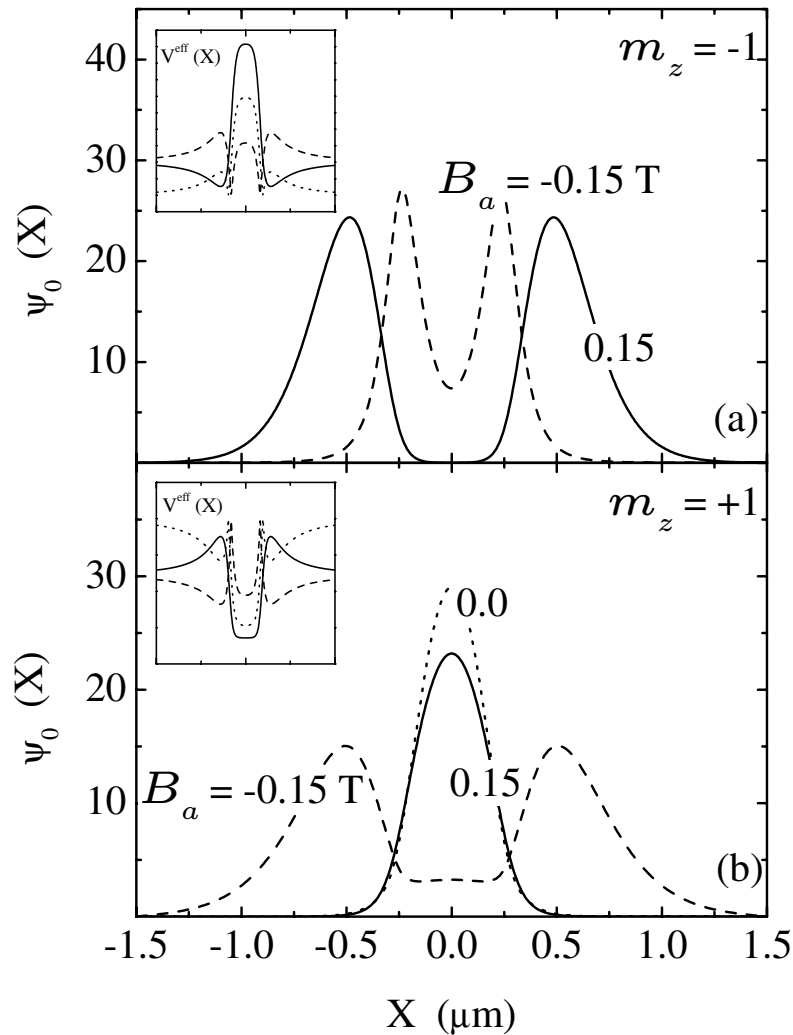 40
30
20
10
ψ₀ (X)
V^eff (X)
m_z = -1
B_a = -0.15 T
0.15
(a)
30
20
10
ψ₀ (X)
V^eff (X)
m_z = +1
0.0
B_a = -0.15 T
0.15
(b)
-1.5 -1.0 -0.5 0.0 0.5 1.0 1.5
X (μm)